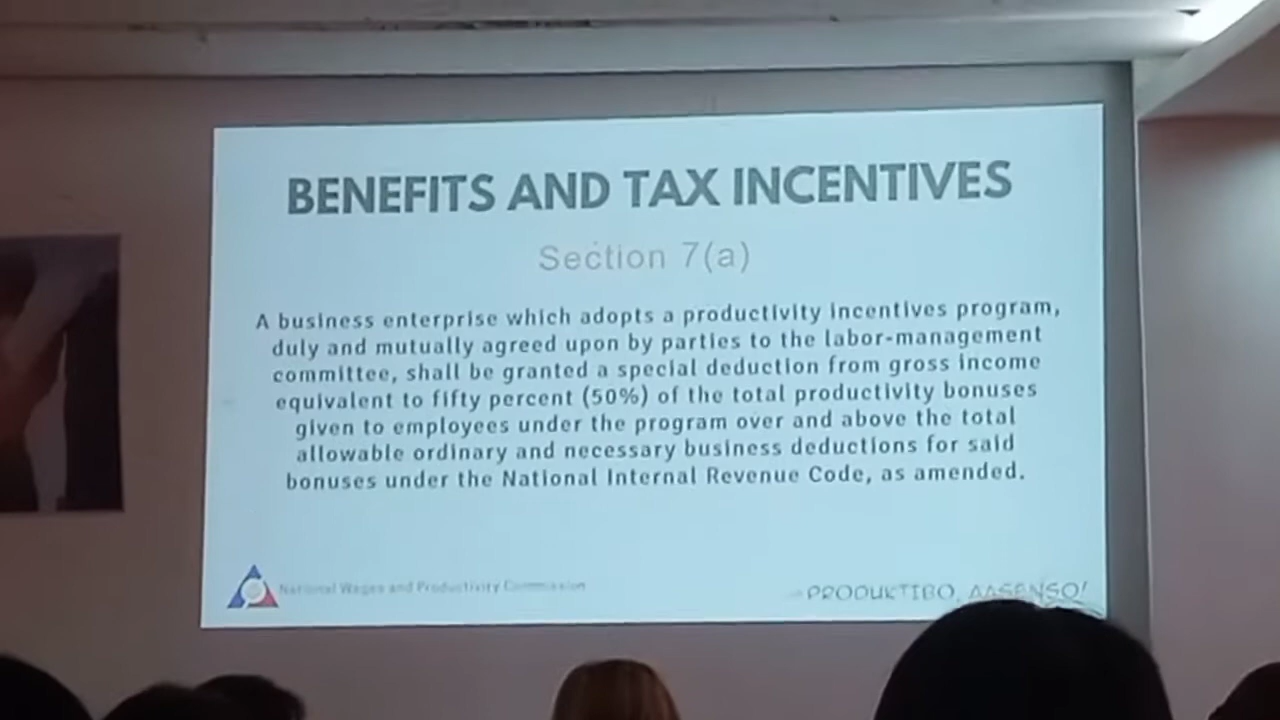 BENEFITS AND TAX INCENTIVES
Section 7(a)
A business enterprise which adopts a productivity incentives program,
duly and mutually agreed upon by parties to the labor-management
committee, shall be granted a special deduction from gross income
equivalent to fifty percent (50%) of the total productivity bonuses
given to employees under the program over and above the total
allowable ordinary and necessary business deductions for said
bonuses under the National Internal Revenue Code, as amended.
National Wages and Productivity Commission
PRODUKTIBO, AASENSO!